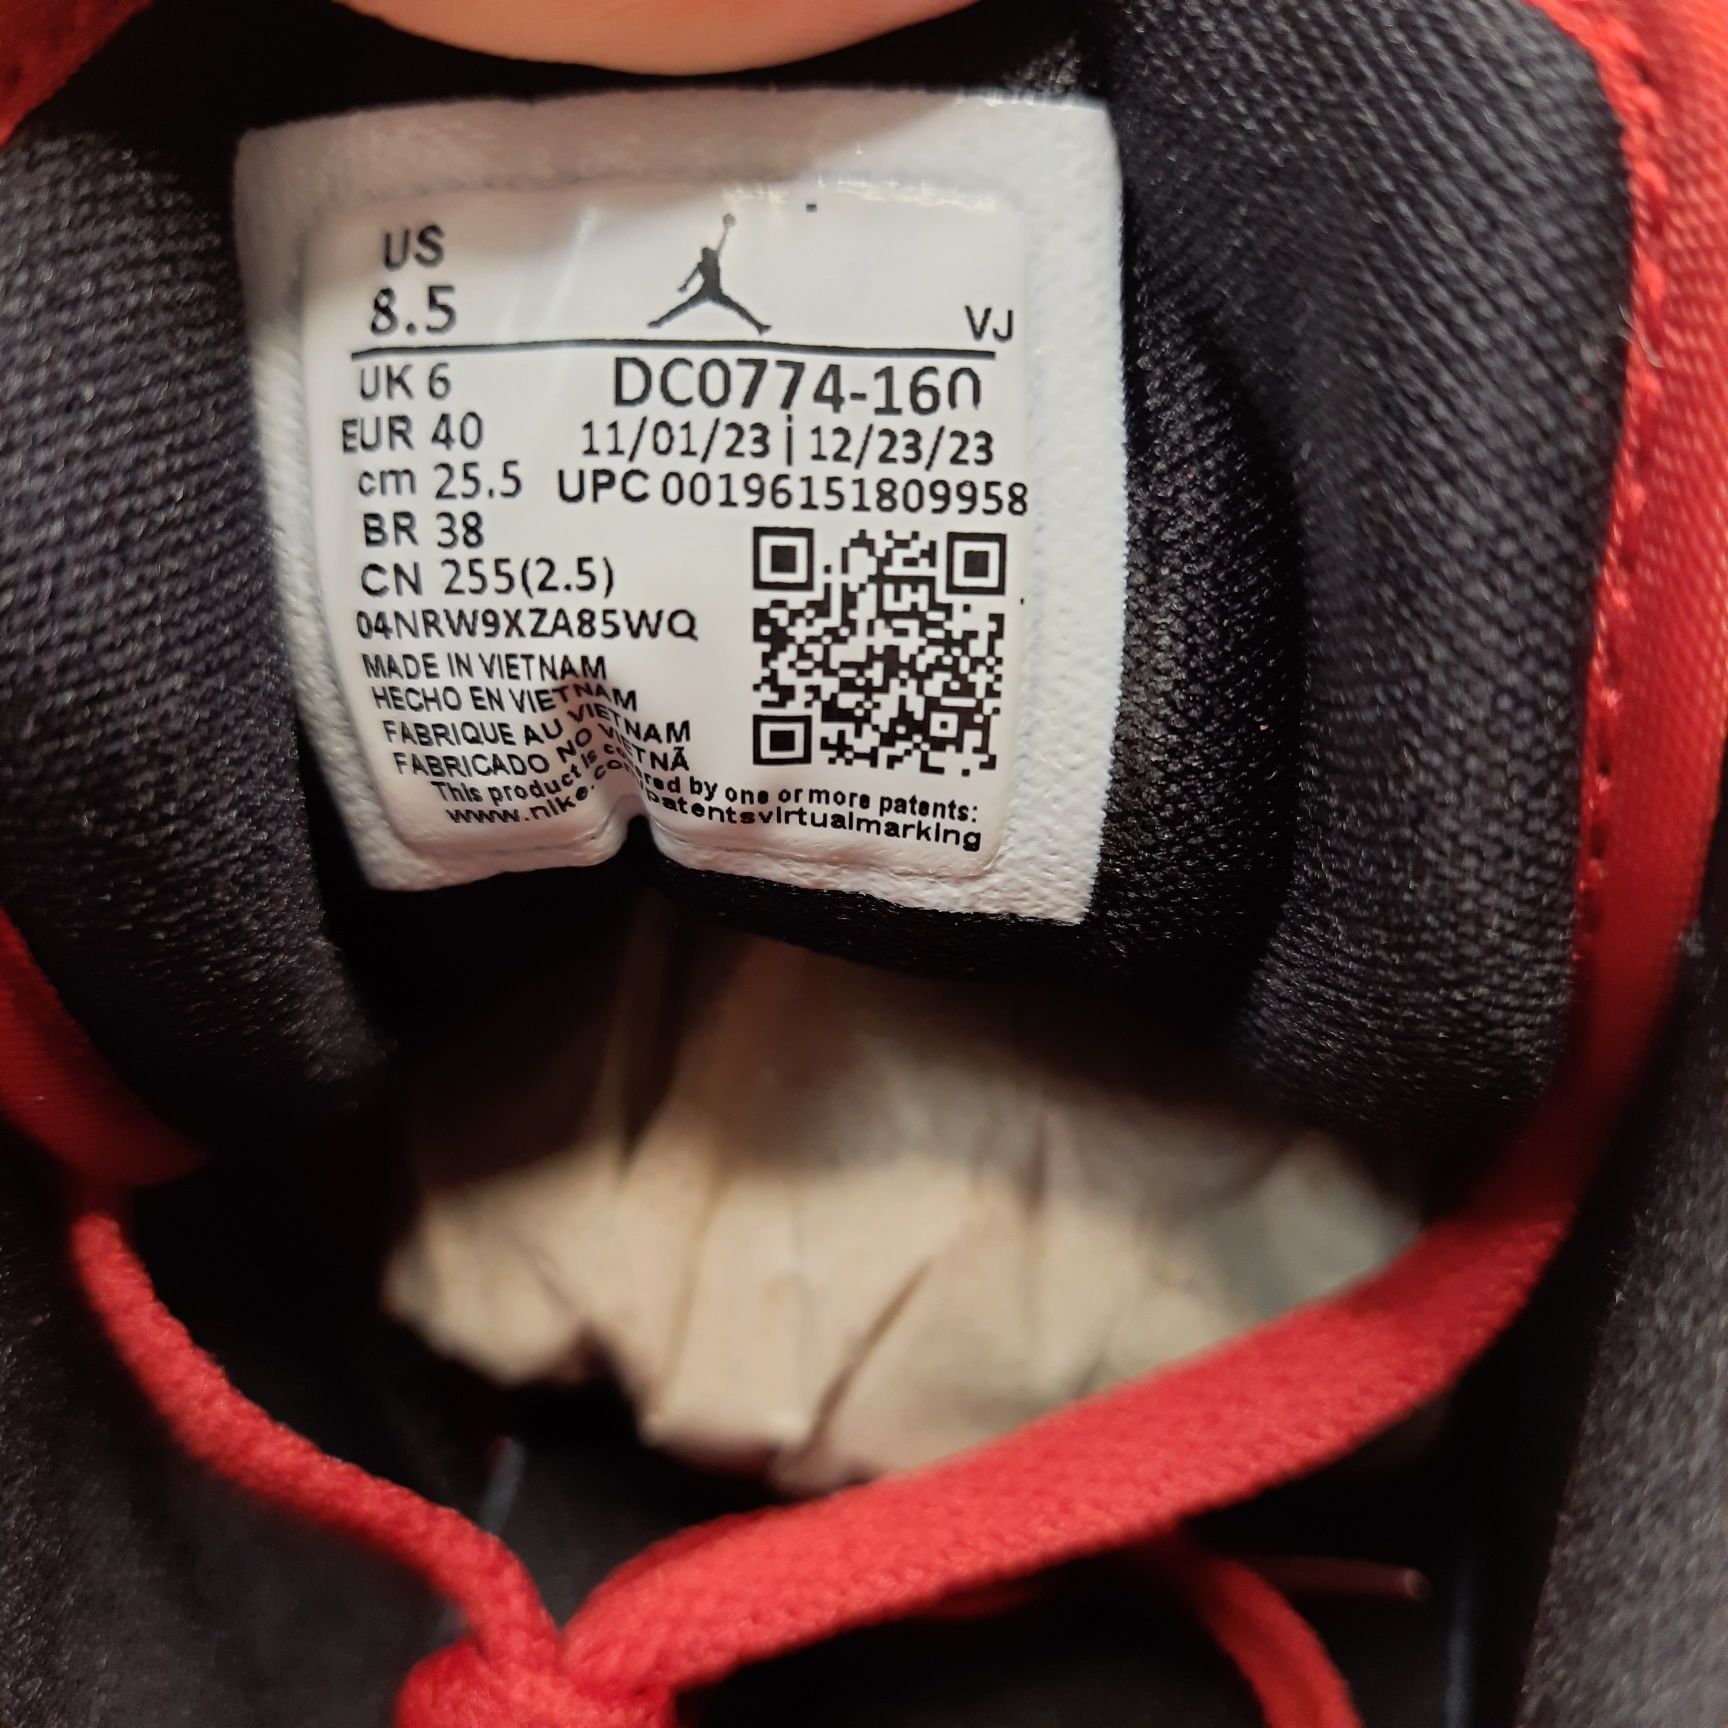 US
8.5
VJ
UK 6
DC0774-160
EUR 40
11/01/23 | 12/23/23
cm 25.5
UPC 00196151809958
BR 38
CN 255(2.5)
04NRW9XZA85WQ
MADE IN VIETNAM
HECHO EN VIETNAM
FABRIQUE AU VIETNAM
FABRICADO NO VIETNÃ
This product is covered by one or more patents:
www.nike.com/patentsvirtualmarking